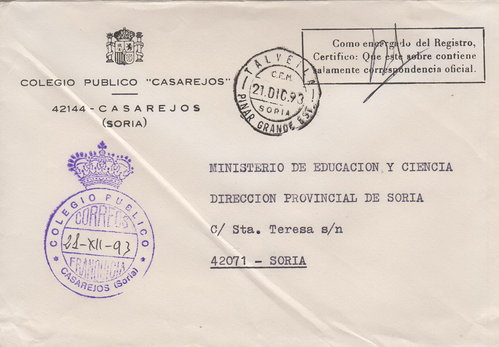 COLEGIO PUBLICO "CASAREJOS"
42144 - CASAREJOS
(SORIA)
TALVEILA
C.E.M.
21.DIC.93
SORIA
PINAR GRANDE EST.
Como encargado del Registro,
Certifico: Que este sobre contiene
solamente correspondencia oficial.
COLEGIO PUBLICO
CORREOS
21-XII-93
FRANQUICIA
CASAREJOS (Soria)
MINISTERIO DE EDUCACION Y CIENCIA
DIRECCION PROVINCIAL DE SORIA
C/ Sta. Teresa s/n
42071 - SORIA